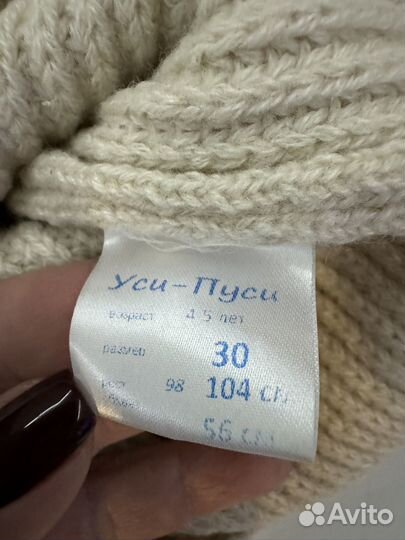 Уси-Пуси
возраст 4 5 лет
размер 30
рост 98 104 см
56 см
Avito